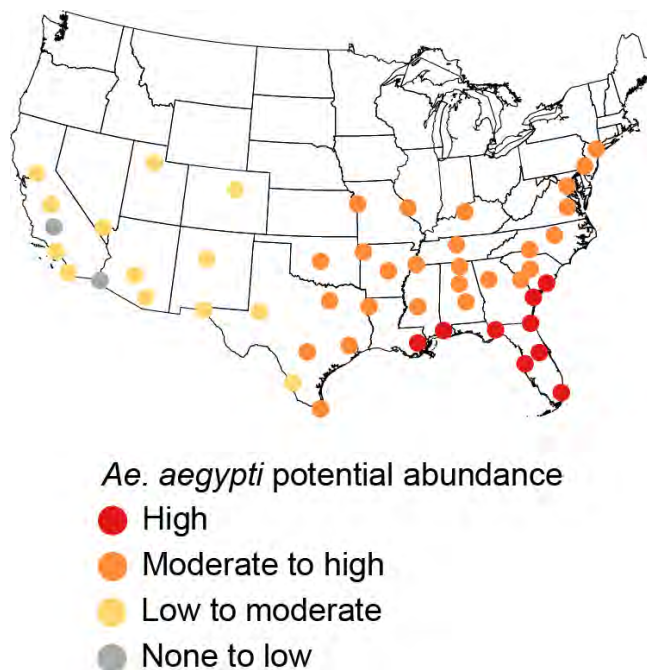 Ae. aegypti potential abundance
High
Moderate to high
Low to moderate
None to low